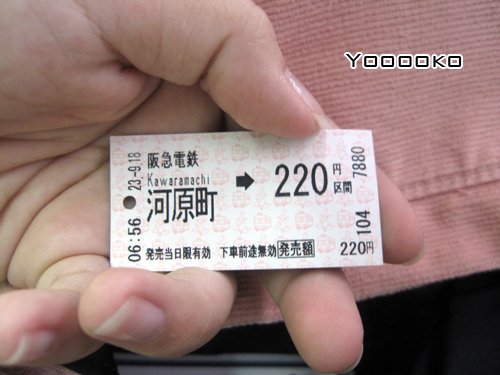 Yooooko
阪急電鉄
Kawaramachi
河原町 ➡ 220円区間
発売当日限有効 下車前途無効 発売額 220円
23-9.18
06:56
7880
104